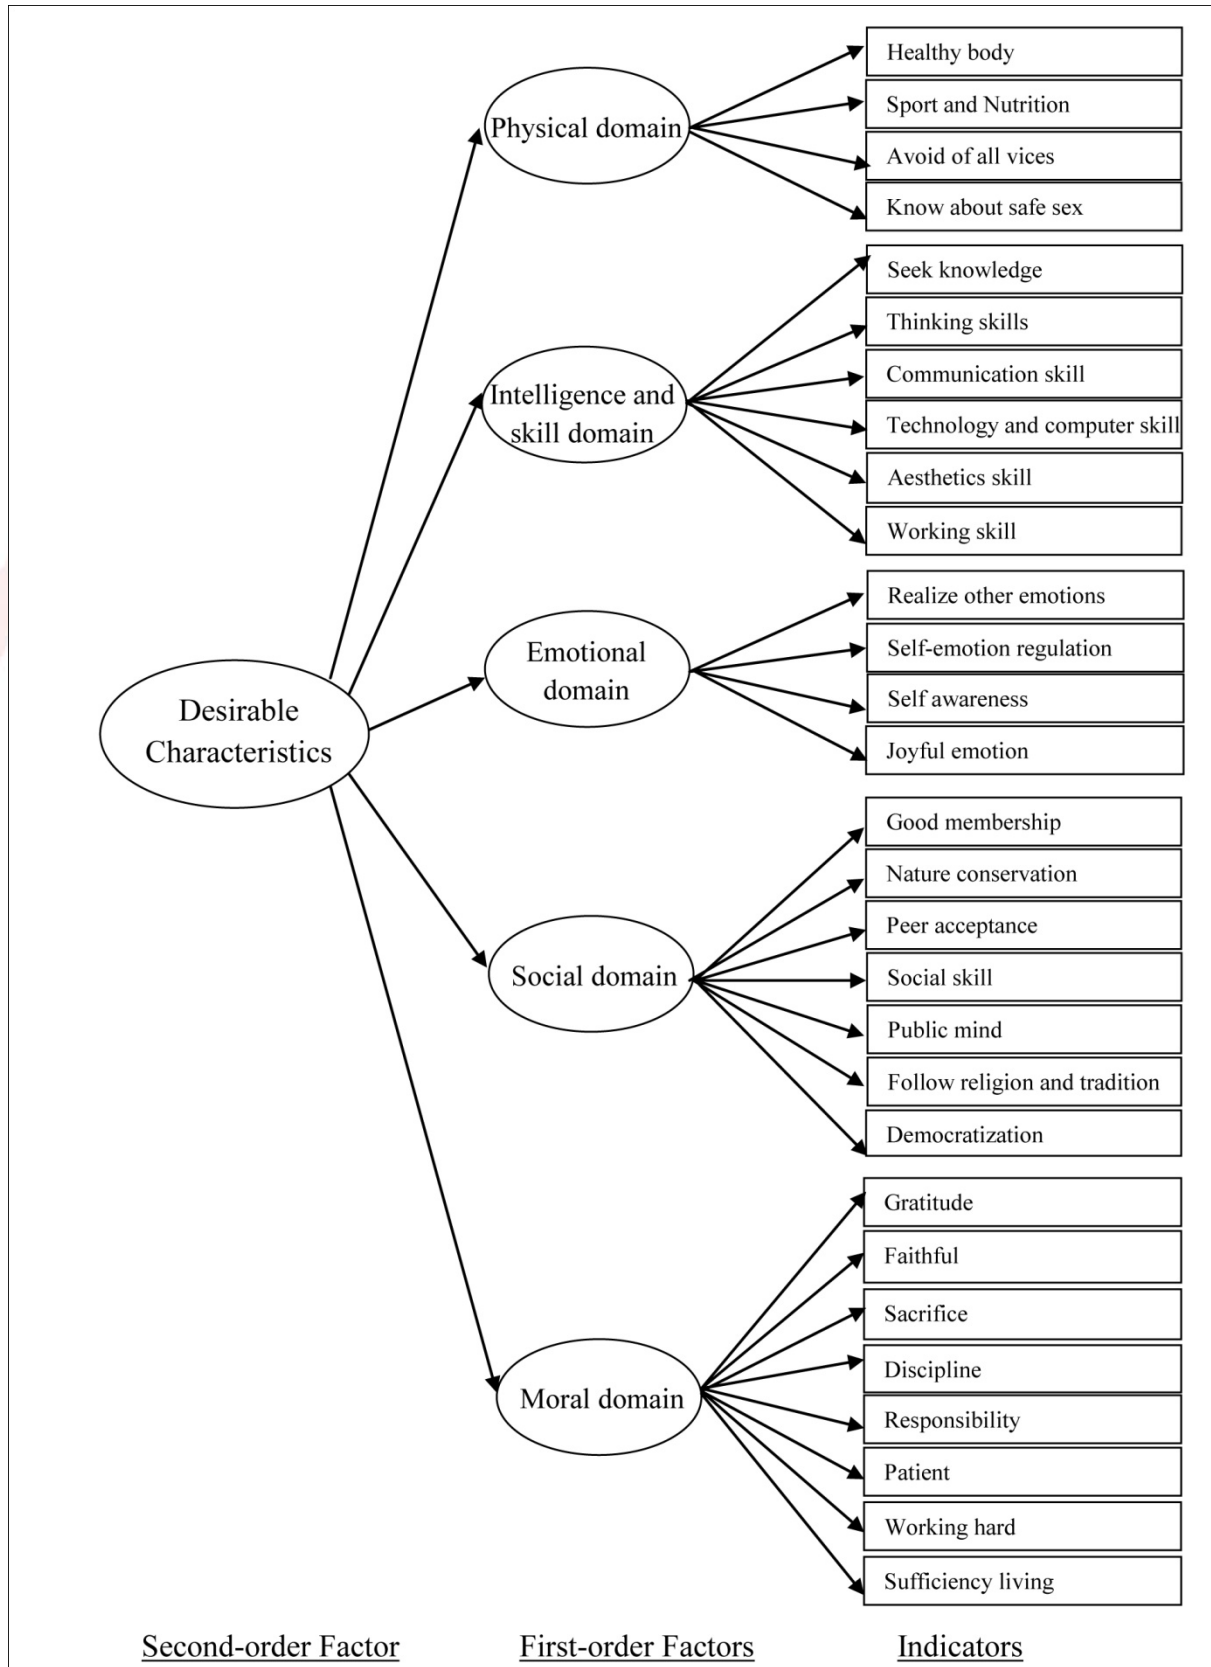 Healthy body
Sport and Nutrition
Physical domain
Avoid of all vices
Know about safe sex
Seek knowledge
Thinking skills
Communication skill
Intelligence and
skill domain
Technology and computer skill
Aesthetics skill
Working skill
Realize other emotions
Self-emotion regulation
Emotional
domain
Self awareness
Joyful emotion
Desirable
Characteristics
Good membership
Nature conservation
Peer acceptance
Social domain
Social skill
Public mind
Follow religion and tradition
Democratization
Gratitude
Faithful
Sacrifice
Discipline
Moral domain
Responsibility
Patient
Working hard
Sufficiency living
Second-order Factor
First-order Factors
Indicators